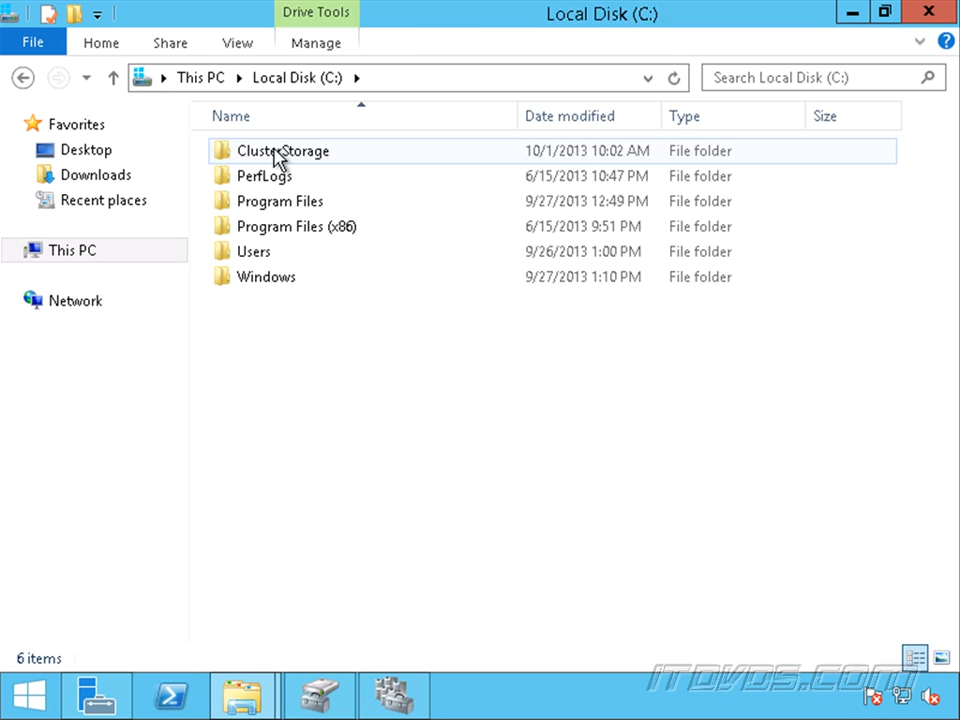 Drive Tools
Local Disk (C:)
File Home Share View Manage
This PC Local Disk (C:)
Search Local Disk (C:)
Name Date modified Type Size
Favorites
Desktop
Downloads
Recent places
This PC
Network
ClusterStorage 10/1/2013 10:02 AM File folder
PerfLogs 6/15/2013 10:47 PM File folder
Program Files 9/27/2013 12:49 PM File folder
Program Files (x86) 6/15/2013 9:51 PM File folder
Users 9/26/2013 1:00 PM File folder
Windows 9/27/2013 1:10 PM File folder
6 items
ITDVDS.COM